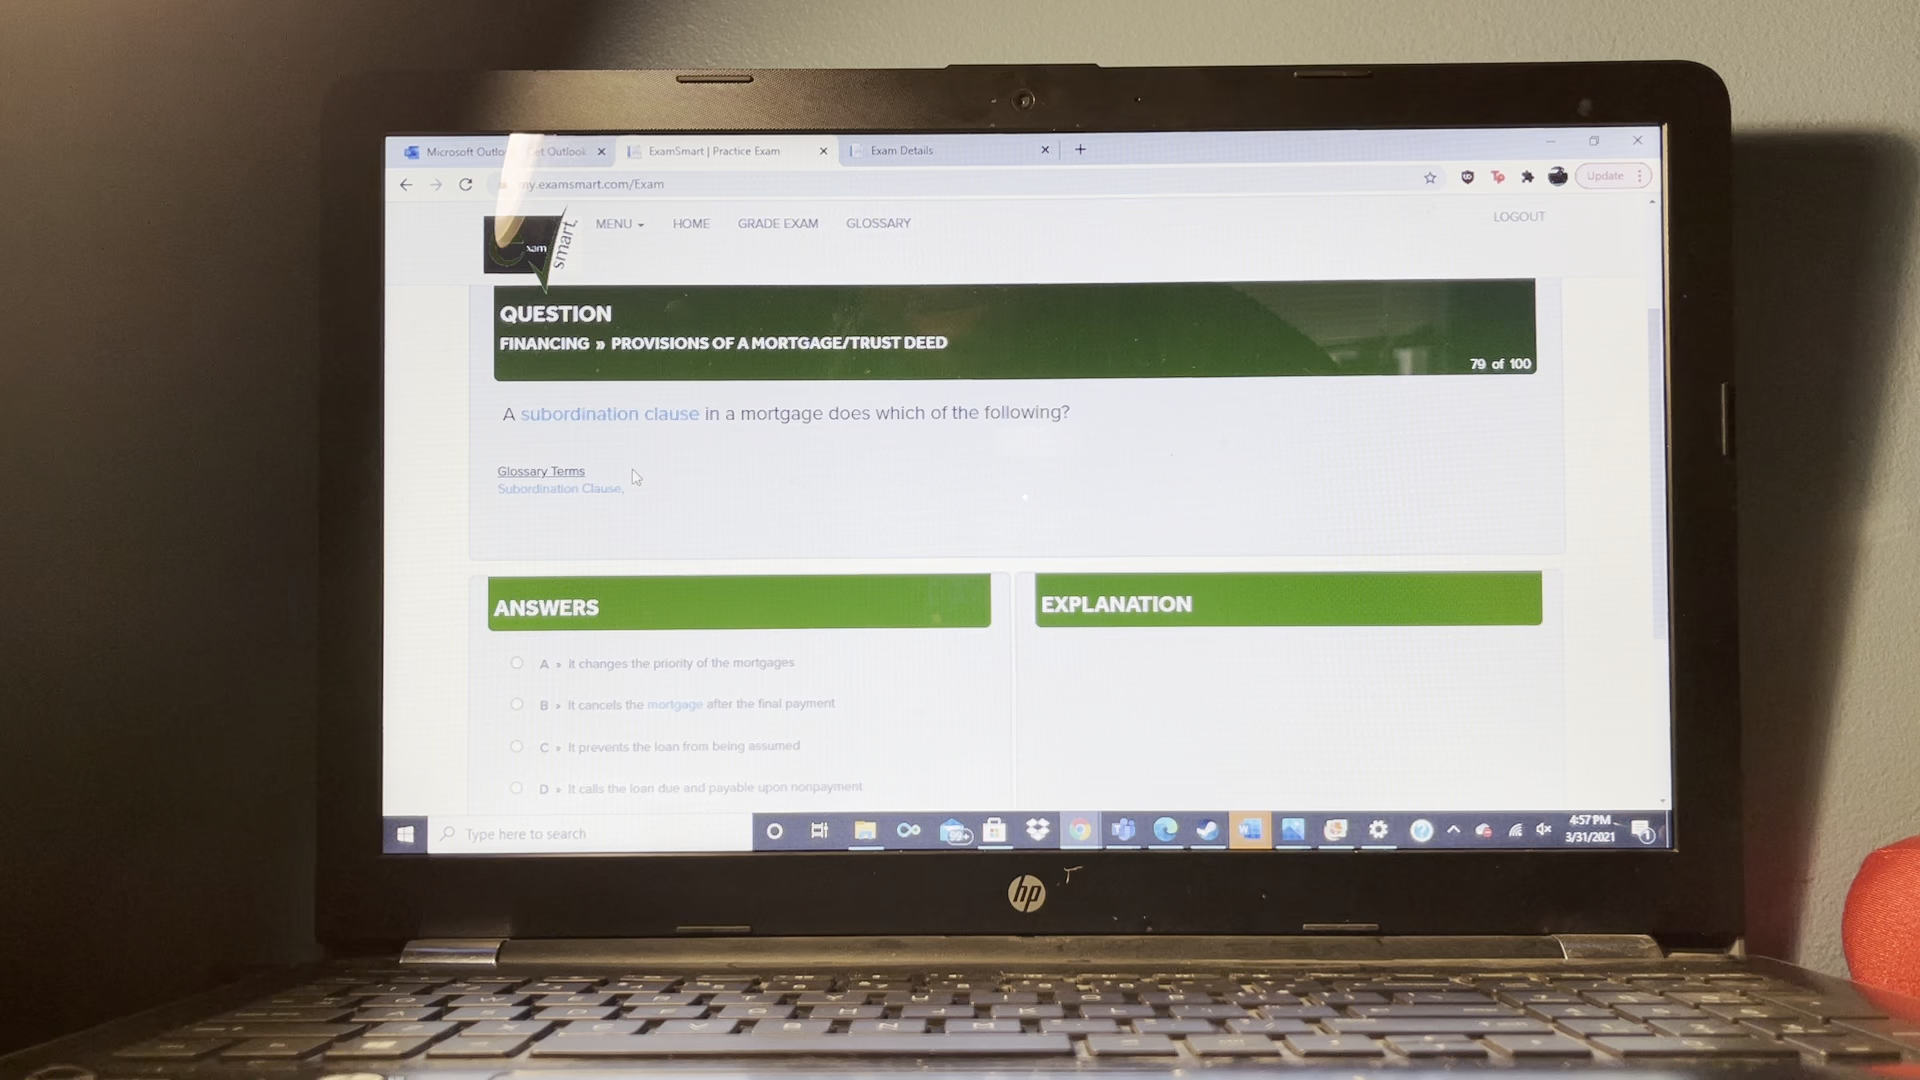 Microsoft Outlo et Outlook
ExamSmart | Practice Exam
Exam Details
my.examsmart.com/Exam
Tp
Update
xam
smart
MENU
HOME
GRADE EXAM
GLOSSARY
LOGOUT
QUESTION
FINANCING » PROVISIONS OF A MORTGAGE/TRUST DEED
79 of 100
A subordination clause in a mortgage does which of the following?
Glossary Terms
Subordination Clause,
ANSWERS
EXPLANATION
A » It changes the priority of the mortgages
B » It cancels the mortgage after the final payment
C » It prevents the loan from being assumed
D » It calls the loan due and payable upon nonpayment
Type here to search
99+
4:57 PM
3/31/2021
1
hp